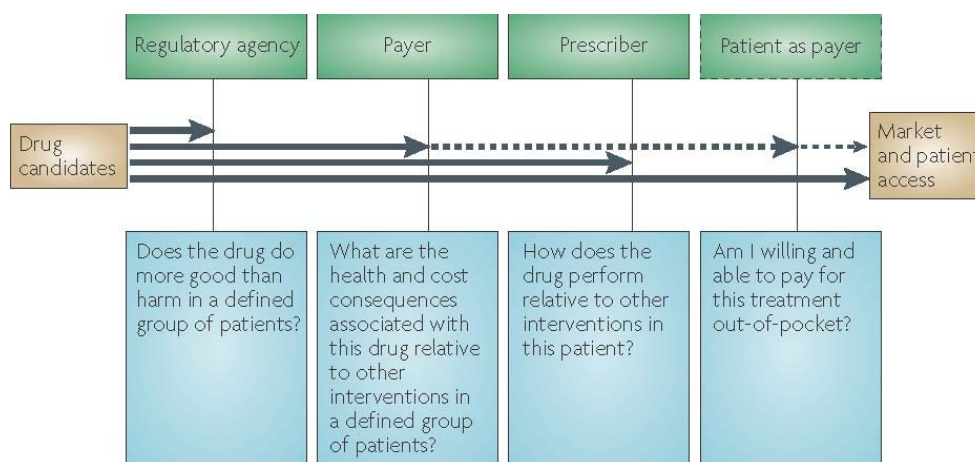 Regulatory agency
Payer
Prescriber
Patient as payer
Drug
candidates
Market
and patient
access
Does the drug do
more good than
harm in a defined
group of patients?
What are the
health and cost
consequences
associated with
this drug relative
to other
interventions in
a defined group
of patients?
How does the
drug perform
relative to other
interventions in
this patient?
Am I willing and
able to pay for
this treatment
out-of-pocket?